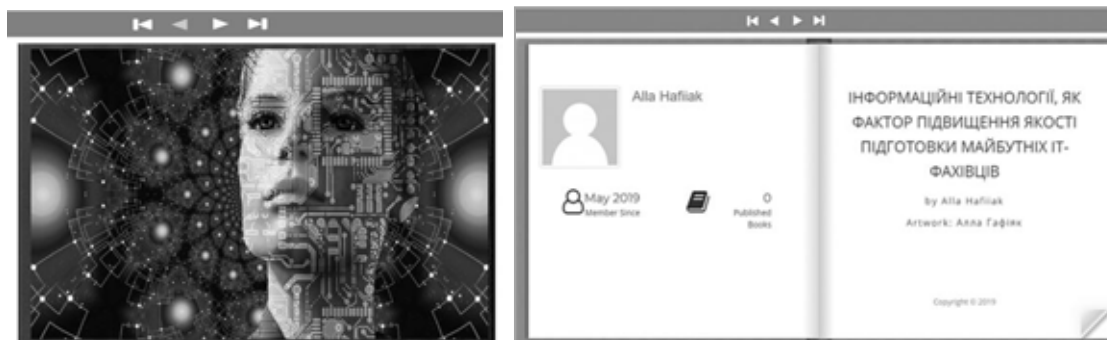 Alla Hafiiak
May 2019
Member Since
0
Published
Books
ІНФОРМАЦІЙНІ ТЕХНОЛОГІЇ, ЯК
ФАКТОР ПІДВИЩЕННЯ ЯКОСТІ
ПІДГОТОВКИ МАЙБУТНІХ ІТ-
ФАХІВЦІВ
by Alla Hafiiak
Artwork: Алла Гафіяк
Copyright © 2019